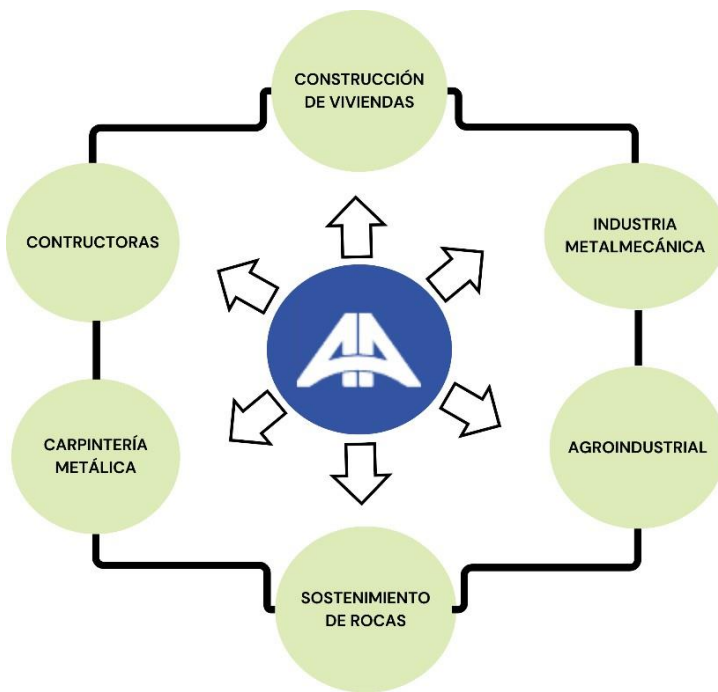 CONSTRUCCIÓN
DE VIVIENDAS
INDUSTRIA
METALMECÁNICA
CONTRUCTORAS
CARPINTERÍA
METÁLICA
AGROINDUSTRIAL
SOSTENIMIENTO
DE ROCAS